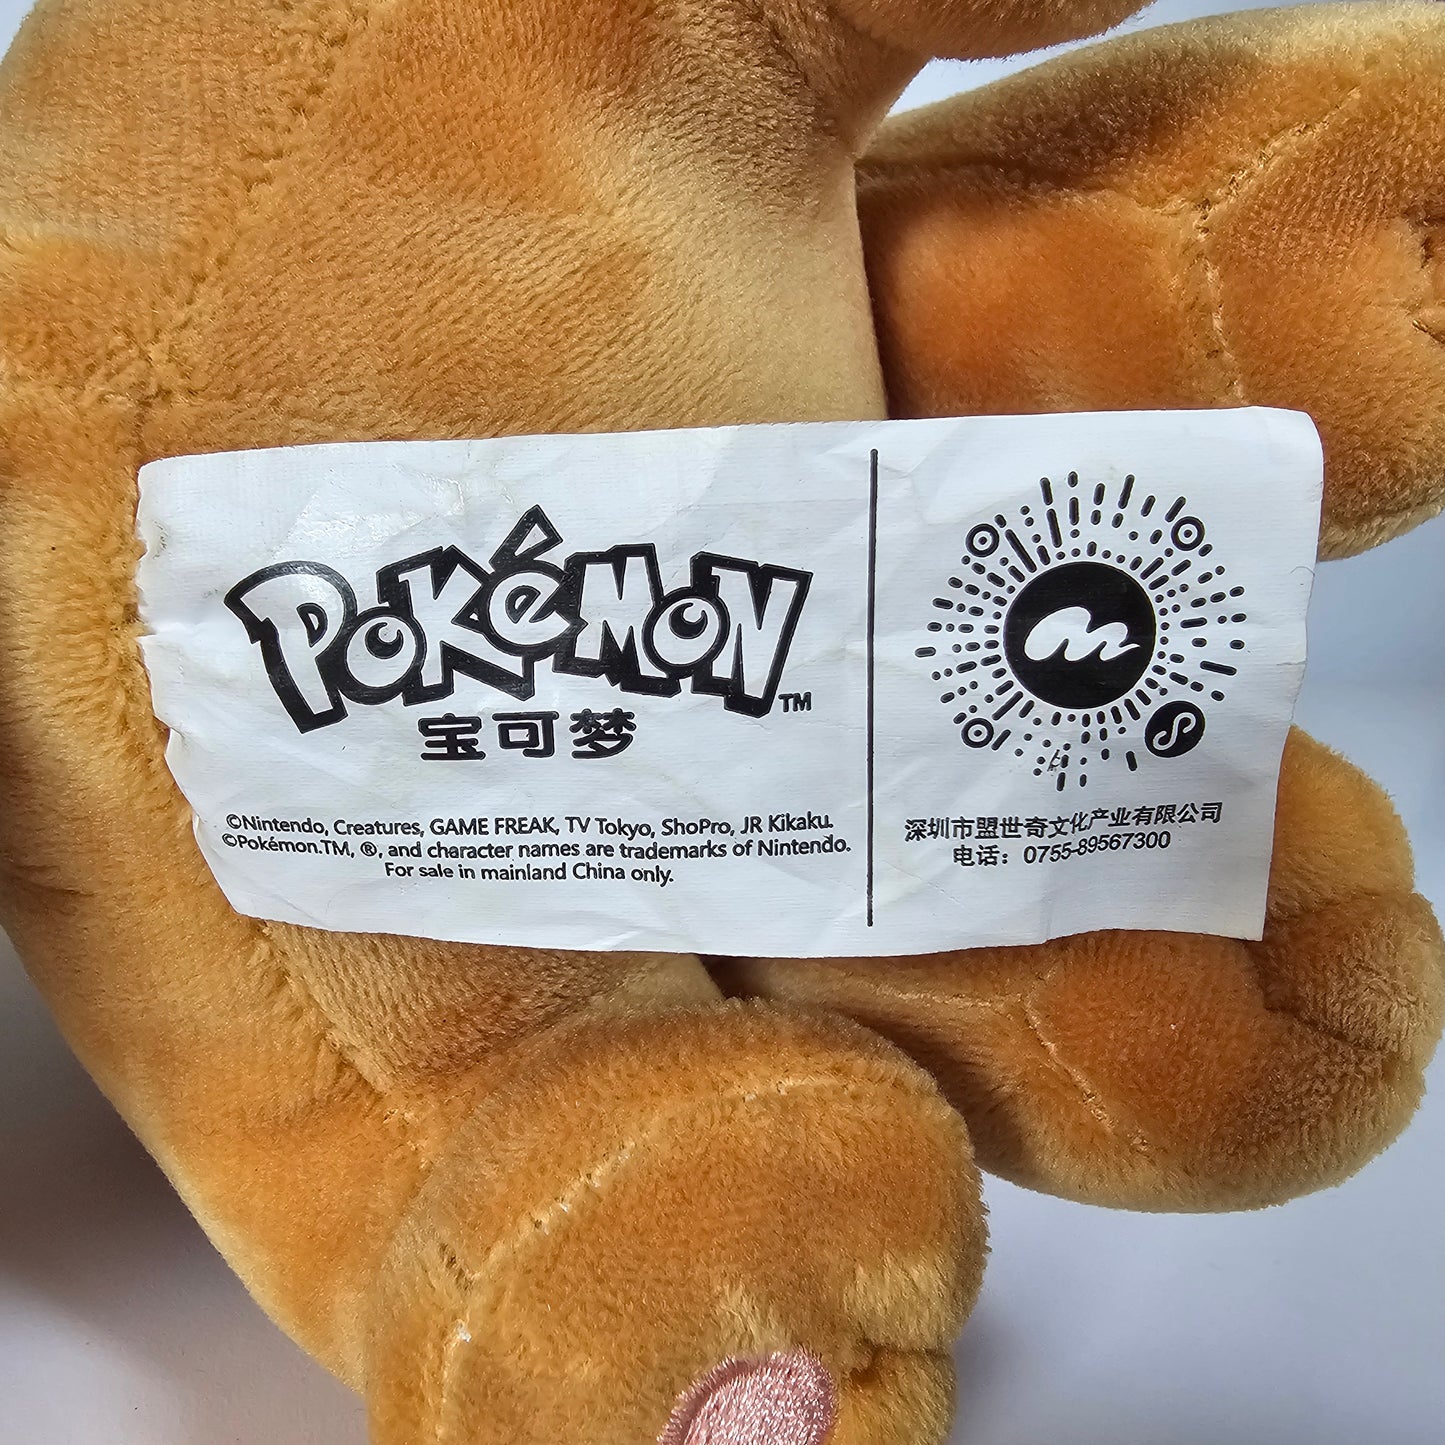 POKéMON TM
宝可梦
©Nintendo, Creatures, GAME FREAK, TV Tokyo, ShoPro, JR Kikaku.
©Pokémon.TM, ®, and character names are trademarks of Nintendo.
For sale in mainland China only.
深圳市盟世奇文化产业有限公司
电话：0755-89567300